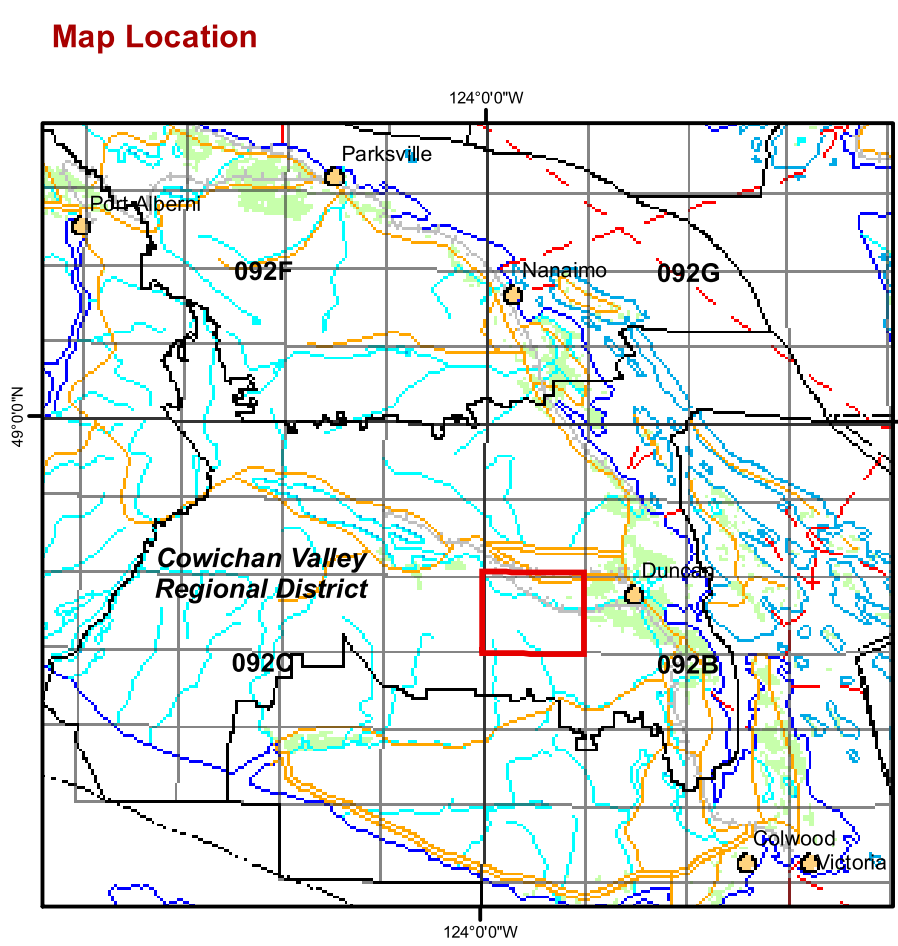 Map Location
124°0'0"W
Parksville
Port Alberni
092F
092G
Nanaimo
49°0'0"N
Cowichan Valley
Regional District
Duncan
092C
092B
Colwood
Victoria
124°0'0"W